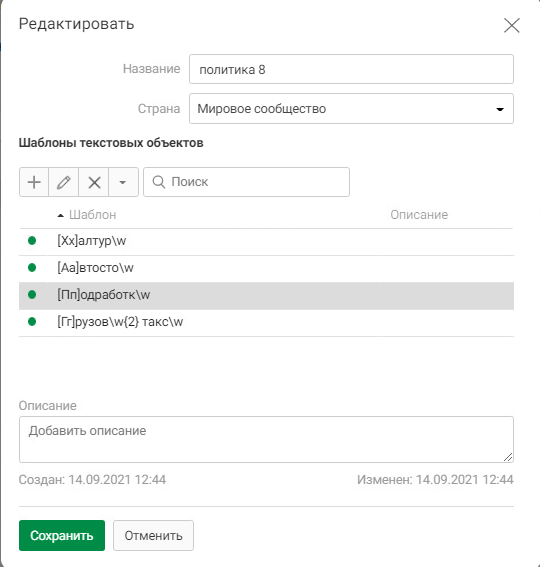 Редактировать
Название политика 8
Страна Мировое сообщество
Шаблоны текстовых объектов
Поиск
Шаблон Описание
[Хх]алтур\w
[Аа]втосто\w
[Пп]одработк\w
[Гг]рузов\w{2} такс\w
Описание
Добавить описание
Создан: 14.09.2021 12:44 Изменен: 14.09.2021 12:44
Сохранить Отменить